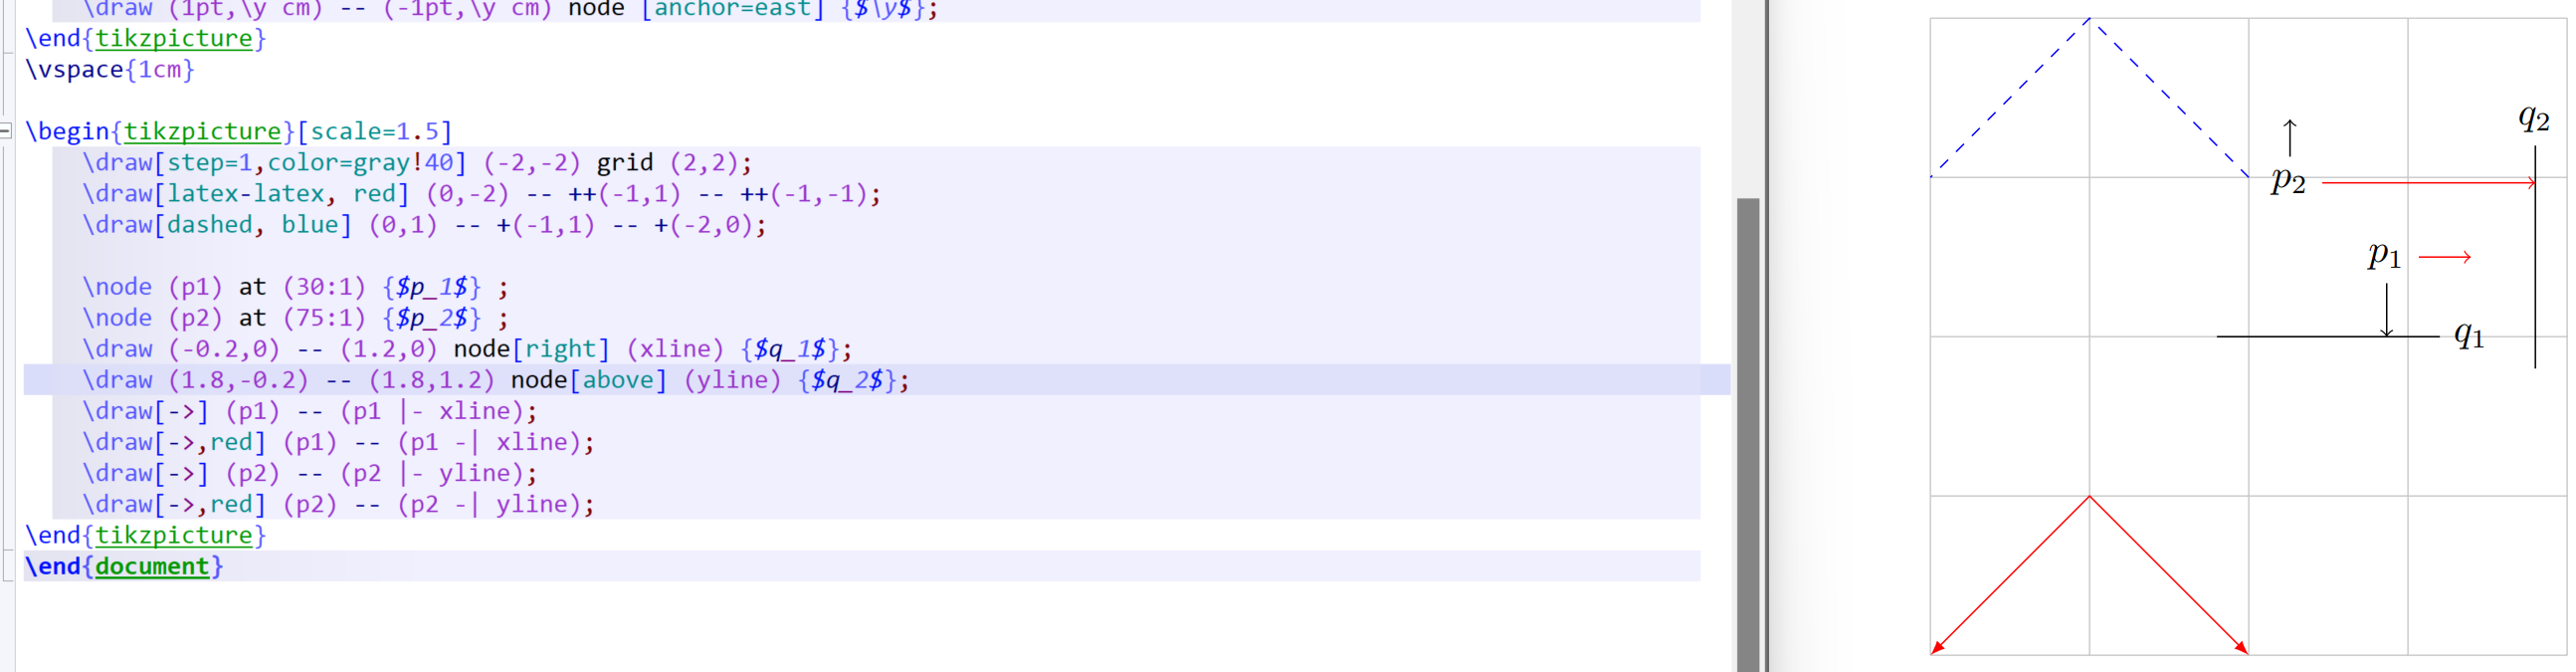 \draw (1pt,\y cm) -- (-1pt,\y cm) node [anchor=east] {$\y$};
\end{tikzpicture}
\vspace{1cm}
\begin{tikzpicture}[scale=1.5]
\draw[step=1,color=gray!40] (-2,-2) grid (2,2);
\draw[latex-latex, red] (0,-2) -- ++(-1,1) -- ++(-1,-1);
\draw[dashed, blue] (0,1) -- +(-1,1) -- +(-2,0);
\node (p1) at (30:1) {$p_1$} ;
\node (p2) at (75:1) {$p_2$} ;
\draw (-0.2,0) -- (1.2,0) node[right] (xline) {$q_1$};
\draw (1.8,-0.2) -- (1.8,1.2) node[above] (yline) {$q_2$};
\draw[->] (p1) -- (p1 |- xline);
\draw[->,red] (p1) -- (p1 -| xline);
\draw[->] (p2) -- (p2 |- yline);
\draw[->,red] (p2) -- (p2 -| yline);
\end{tikzpicture}
\end{document}
q₂
p₂
p₁
q₁